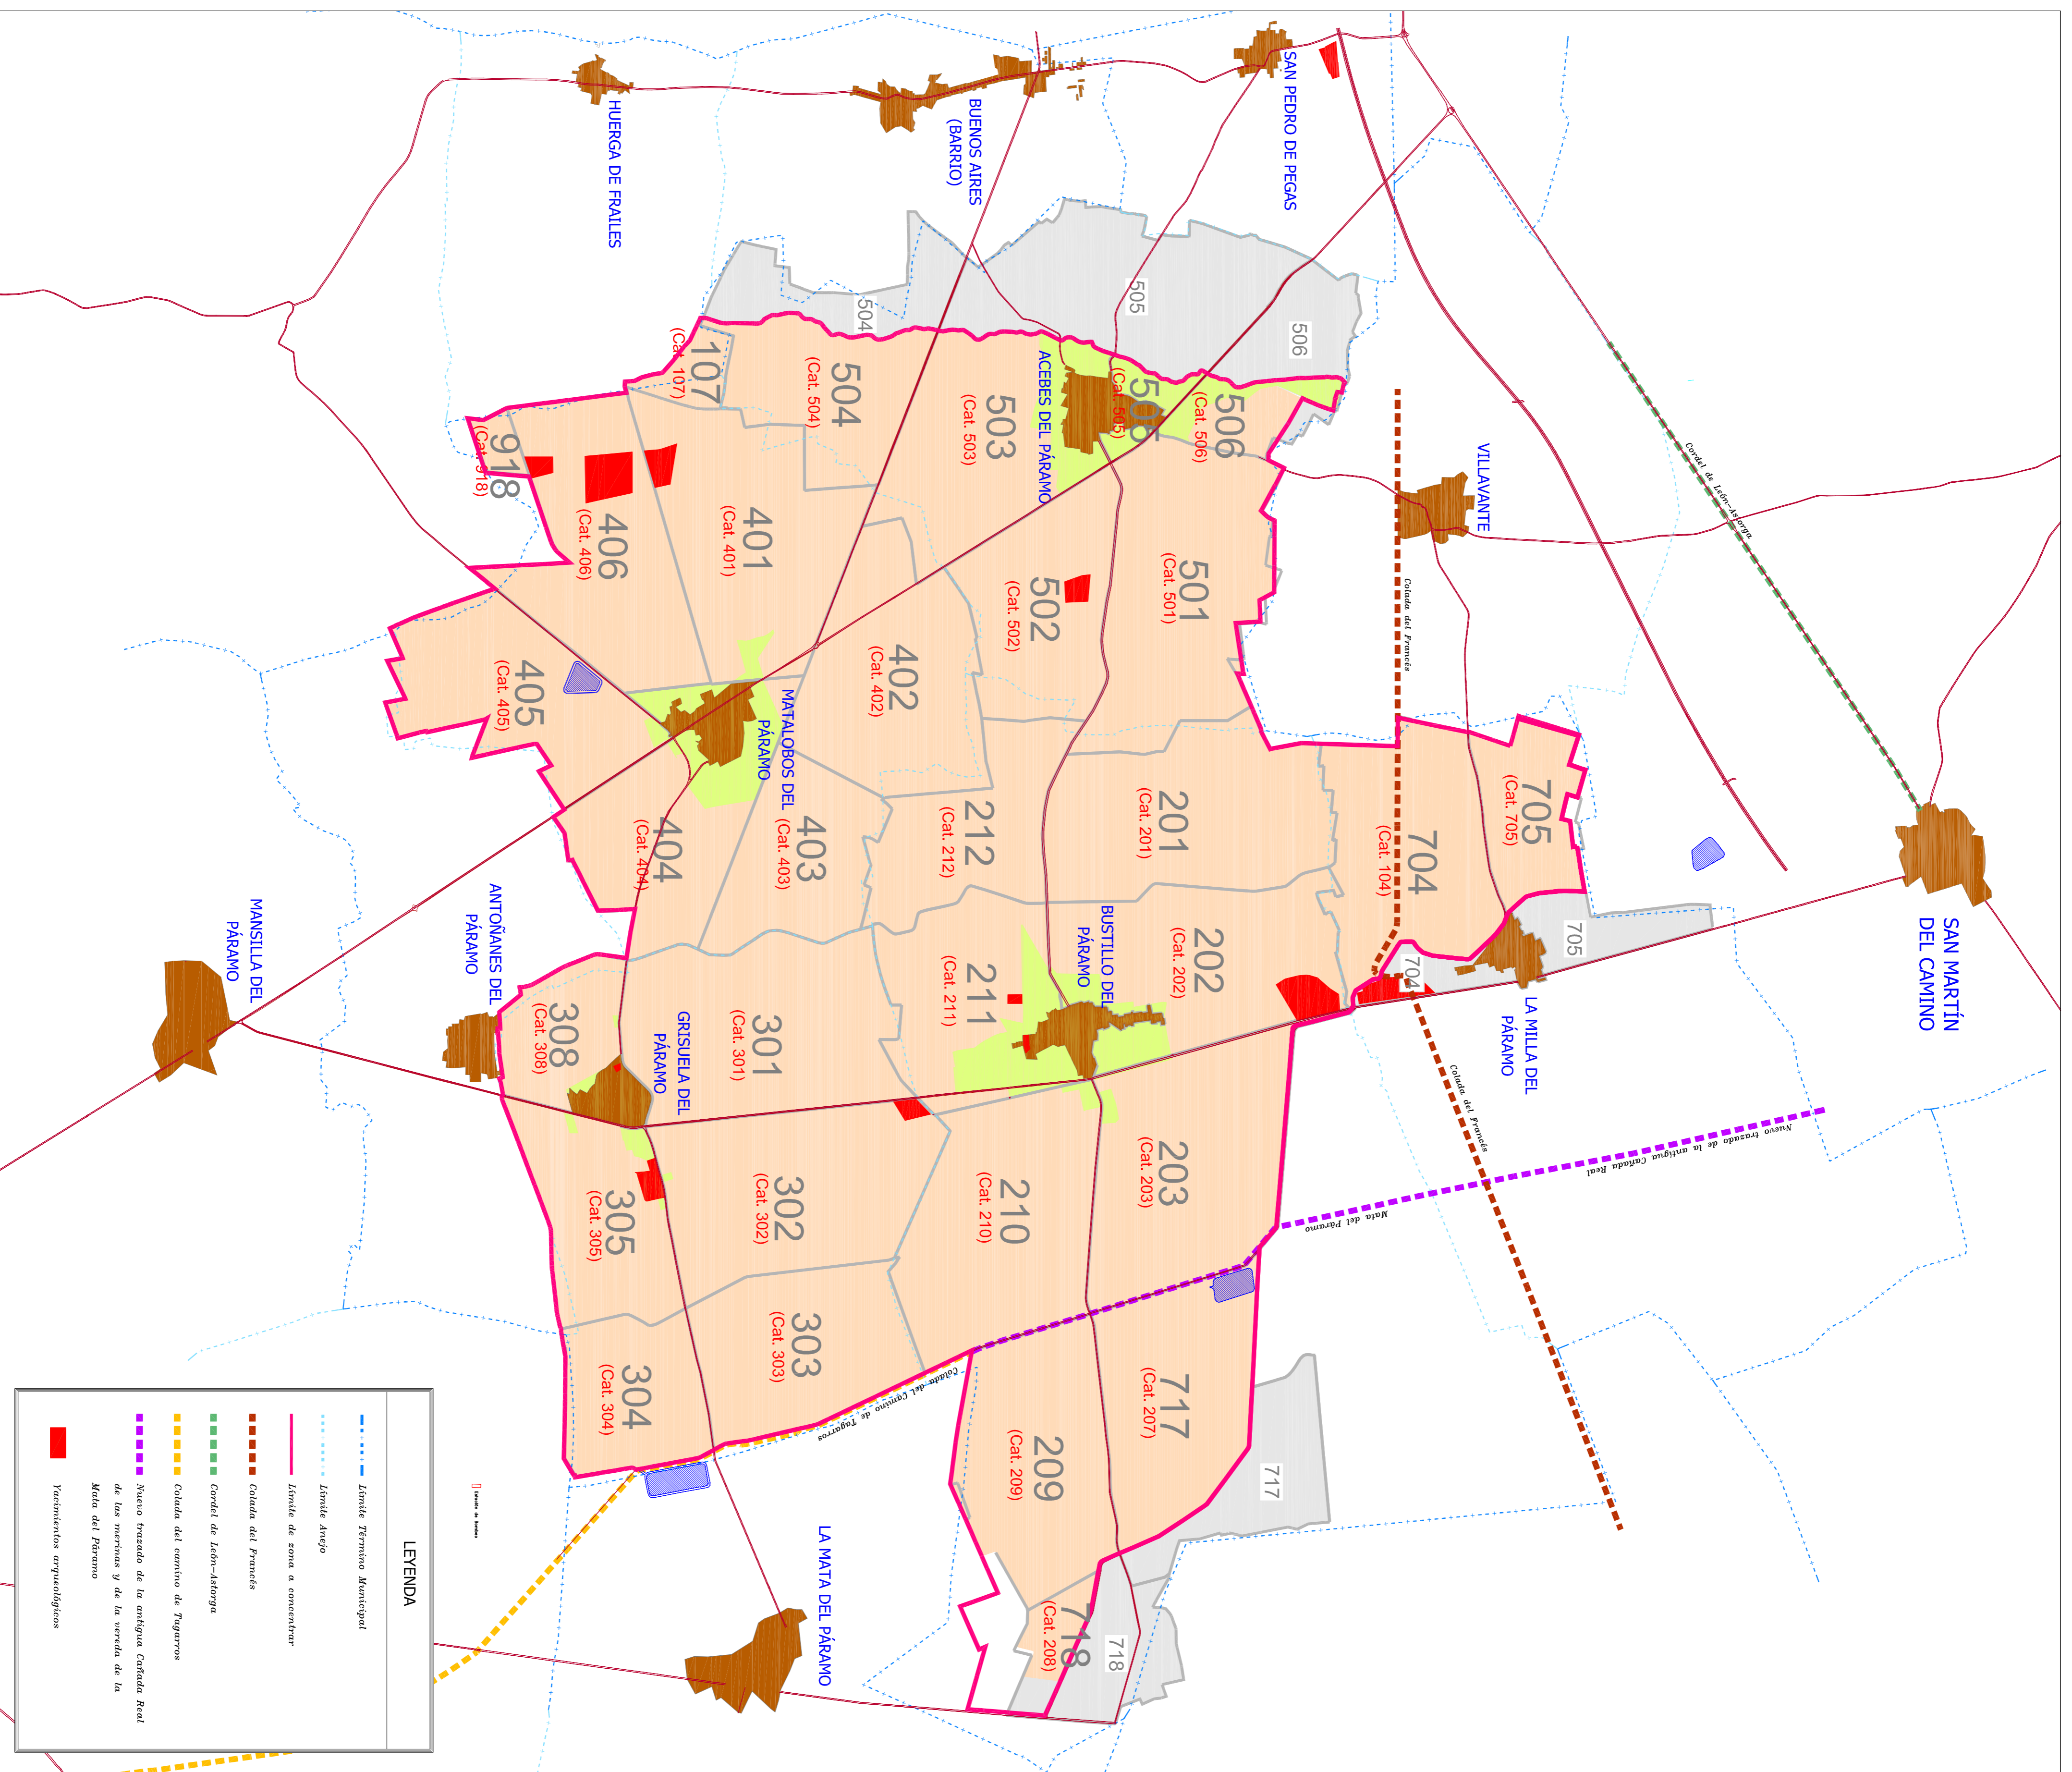 SAN MARTÍN
DEL CAMINO
Cordel de León-Astorga
VILLAVANTE
Colada del Francés
705
(Cat. 705)
705
704
(Cat. 104)
704
LA MILLA DEL
PÁRAMO
Colada del Francés
Nuevo trazado de la antigua Cañada Real
Mata del Páramo
SAN PEDRO DE PEGAS
506
505
504
506
(Cat. 506)
505
(Cat. 505)
ACEBES DEL PÁRAMO
501
(Cat. 501)
201
(Cat. 201)
202
(Cat. 202)
BUSTILLO DEL
PÁRAMO
203
(Cat. 203)
717
(Cat. 207)
717
BUENOS AIRES
(BARRIO)
503
(Cat. 503)
502
(Cat. 502)
212
(Cat. 212)
211
(Cat. 211)
210
(Cat. 210)
209
(Cat. 209)
718
(Cat. 208)
718
504
(Cat. 504)
402
(Cat. 402)
403
(Cat. 403)
301
(Cat. 301)
302
(Cat. 302)
303
(Cat. 303)
Colada del Camino de Tagarros
LA MATA DEL PÁRAMO
HUERGA DE FRAILES
107
(Cat. 107)
401
(Cat. 401)
MATALOBOS DEL
PÁRAMO
404
(Cat. 404)
GRISUELA DEL
PÁRAMO
406
(Cat. 406)
918
(Cat. 918)
405
(Cat. 405)
308
(Cat. 308)
305
(Cat. 305)
304
(Cat. 304)
ANTOÑANES DEL
PÁRAMO
MANSILLA DEL
PÁRAMO
Estación de Bombeo
LEYENDA
Límite Término Municipal
Límite Anejo
Límite de zona a concentrar
Colada del Francés
Cordel de León-Astorga
Colada del camino de Tagarros
Nuevo trazado de la antigua Cañada Real
de las merinas y de la vereda de la
Mata del Páramo
Yacimientos arqueológicos